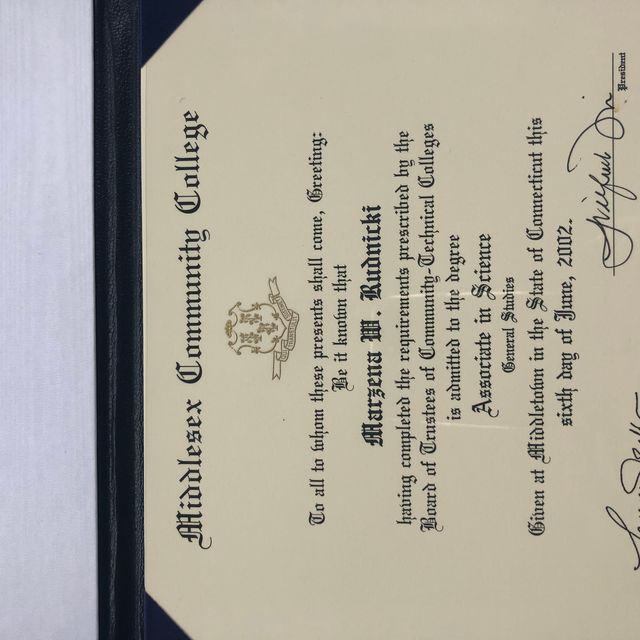 Middlesex Community College
To all to whom these presents shall come, Greeting:
Be it known that
Marzena W. Rudnicki
having completed the requirements prescribed by the
Board of Trustees of Community-Technical Colleges
is admitted to the degree
Associate in Science
General Studies
Given at Middletown in the State of Connecticut this
sixth day of June, 2002.
President